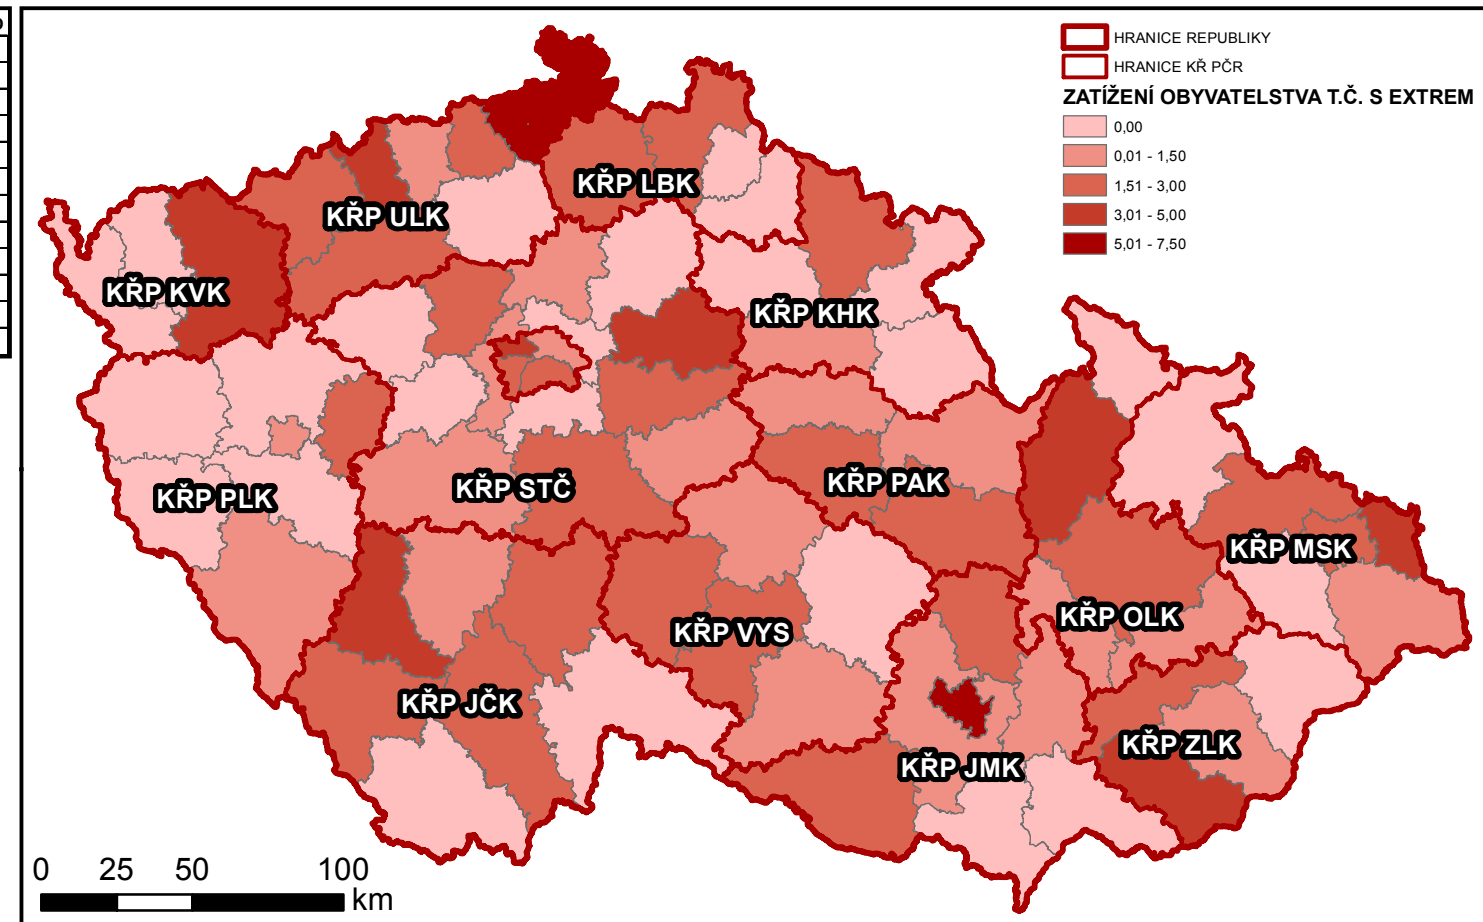 HRANICE REPUBLIKY
HRANICE KŘ PČR
ZATÍŽENÍ OBYVATELSTVA T.Č. S EXTREM
0,00
0,01 - 1,50
1,51 - 3,00
3,01 - 5,00
5,01 - 7,50
KŘP LBK
KŘP ULK
KŘP KVK
KŘP KHK
KŘP PLK
KŘP STČ
KŘP PAK
KŘP MSK
KŘP OLK
KŘP VYS
KŘP JČK
KŘP ZLK
KŘP JMK
0 25 50 100
km